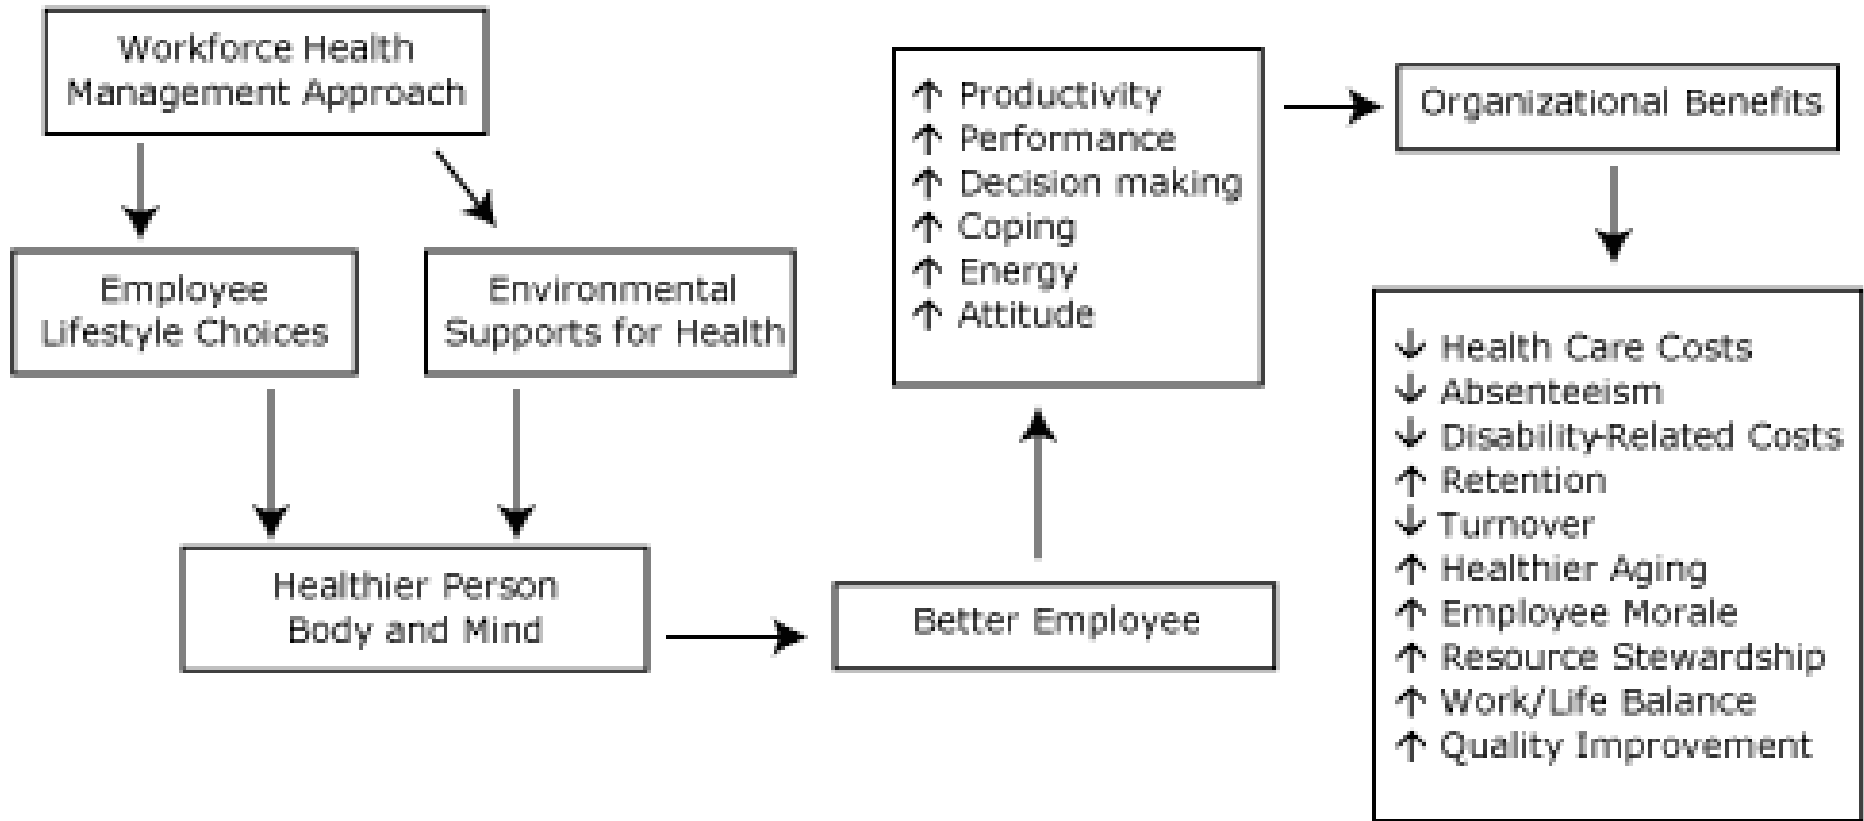 Workforce Health
Management Approach
Employee
Lifestyle Choices
Environmental
Supports for Health
Healthier Person
Body and Mind
Better Employee
↑ Productivity
↑ Performance
↑ Decision making
↑ Coping
↑ Energy
↑ Attitude
Organizational Benefits
↓ Health Care Costs
↓ Absenteeism
↓ Disability-Related Costs
↑ Retention
↓ Turnover
↑ Healthier Aging
↑ Employee Morale
↑ Resource Stewardship
↑ Work/Life Balance
↑ Quality Improvement